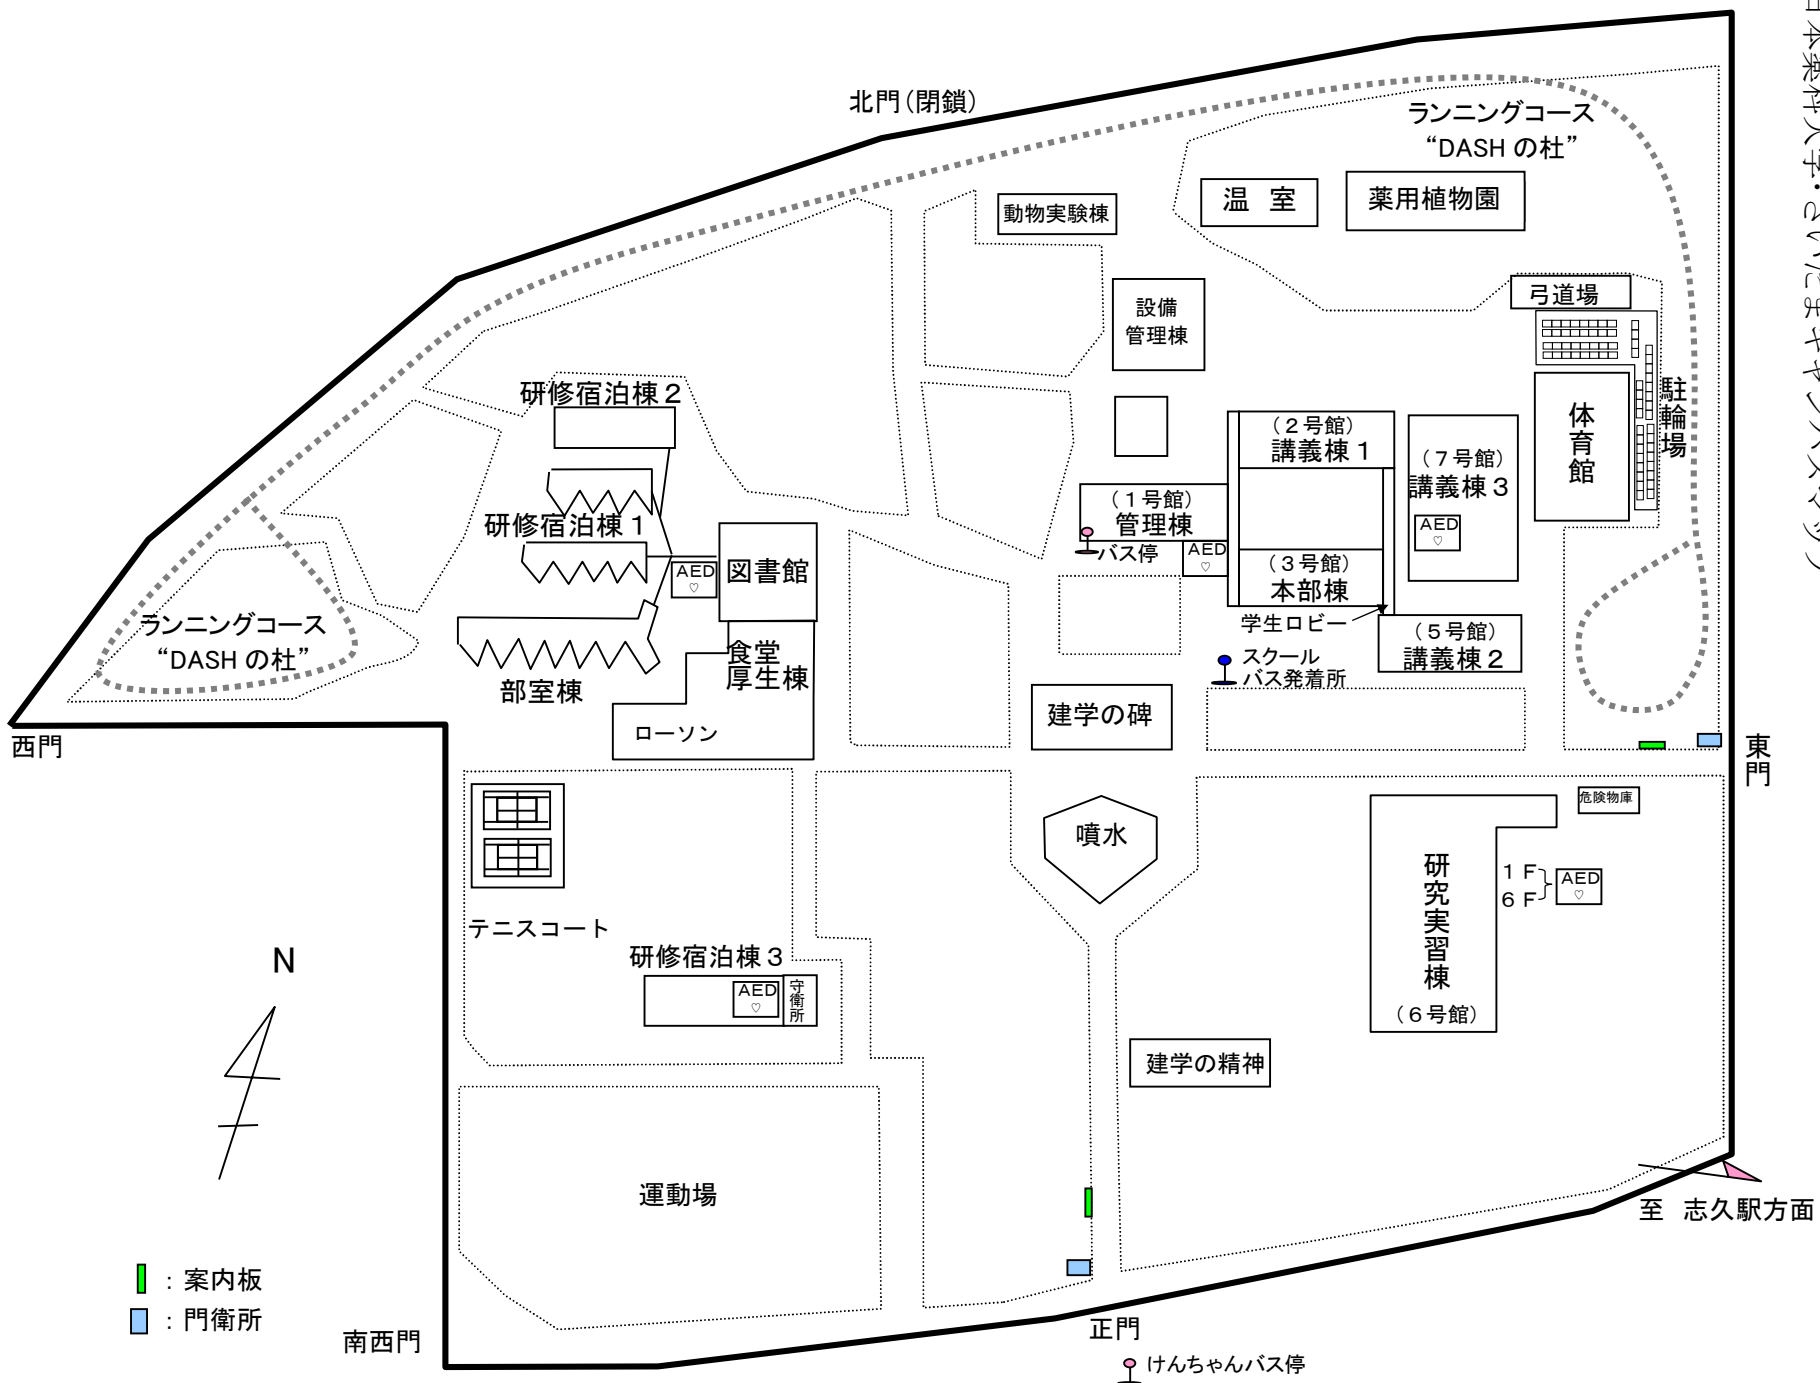 北門（閉鎖）
ランニングコース
“DASH の杜”
動物実験棟
温　室
薬用植物園
弓道場
設備
管理棟
研修宿泊棟２
（２号館）
講義棟１
（７号館）
講義棟３
AED
♡
体育館
駐輪場
（１号館）
管理棟
バス停
AED
♡
（３号館）
本部棟
学生ロビー
（５号館）
講義棟２
研修宿泊棟１
AED
♡
図書館
ランニングコース
“DASH の杜”
食堂
厚生棟
部室棟
ローソン
スクール
バス発着所
建学の碑
西門
東門
危険物庫
噴水
研究実習棟
（６号館）
１F
６F
AED
♡
テニスコート
研修宿泊棟３
AED
♡
守衛所
N
建学の精神
運動場
至　志久駅方面
：案内板
：門衛所
南西門
正門
けんちゃんバス停